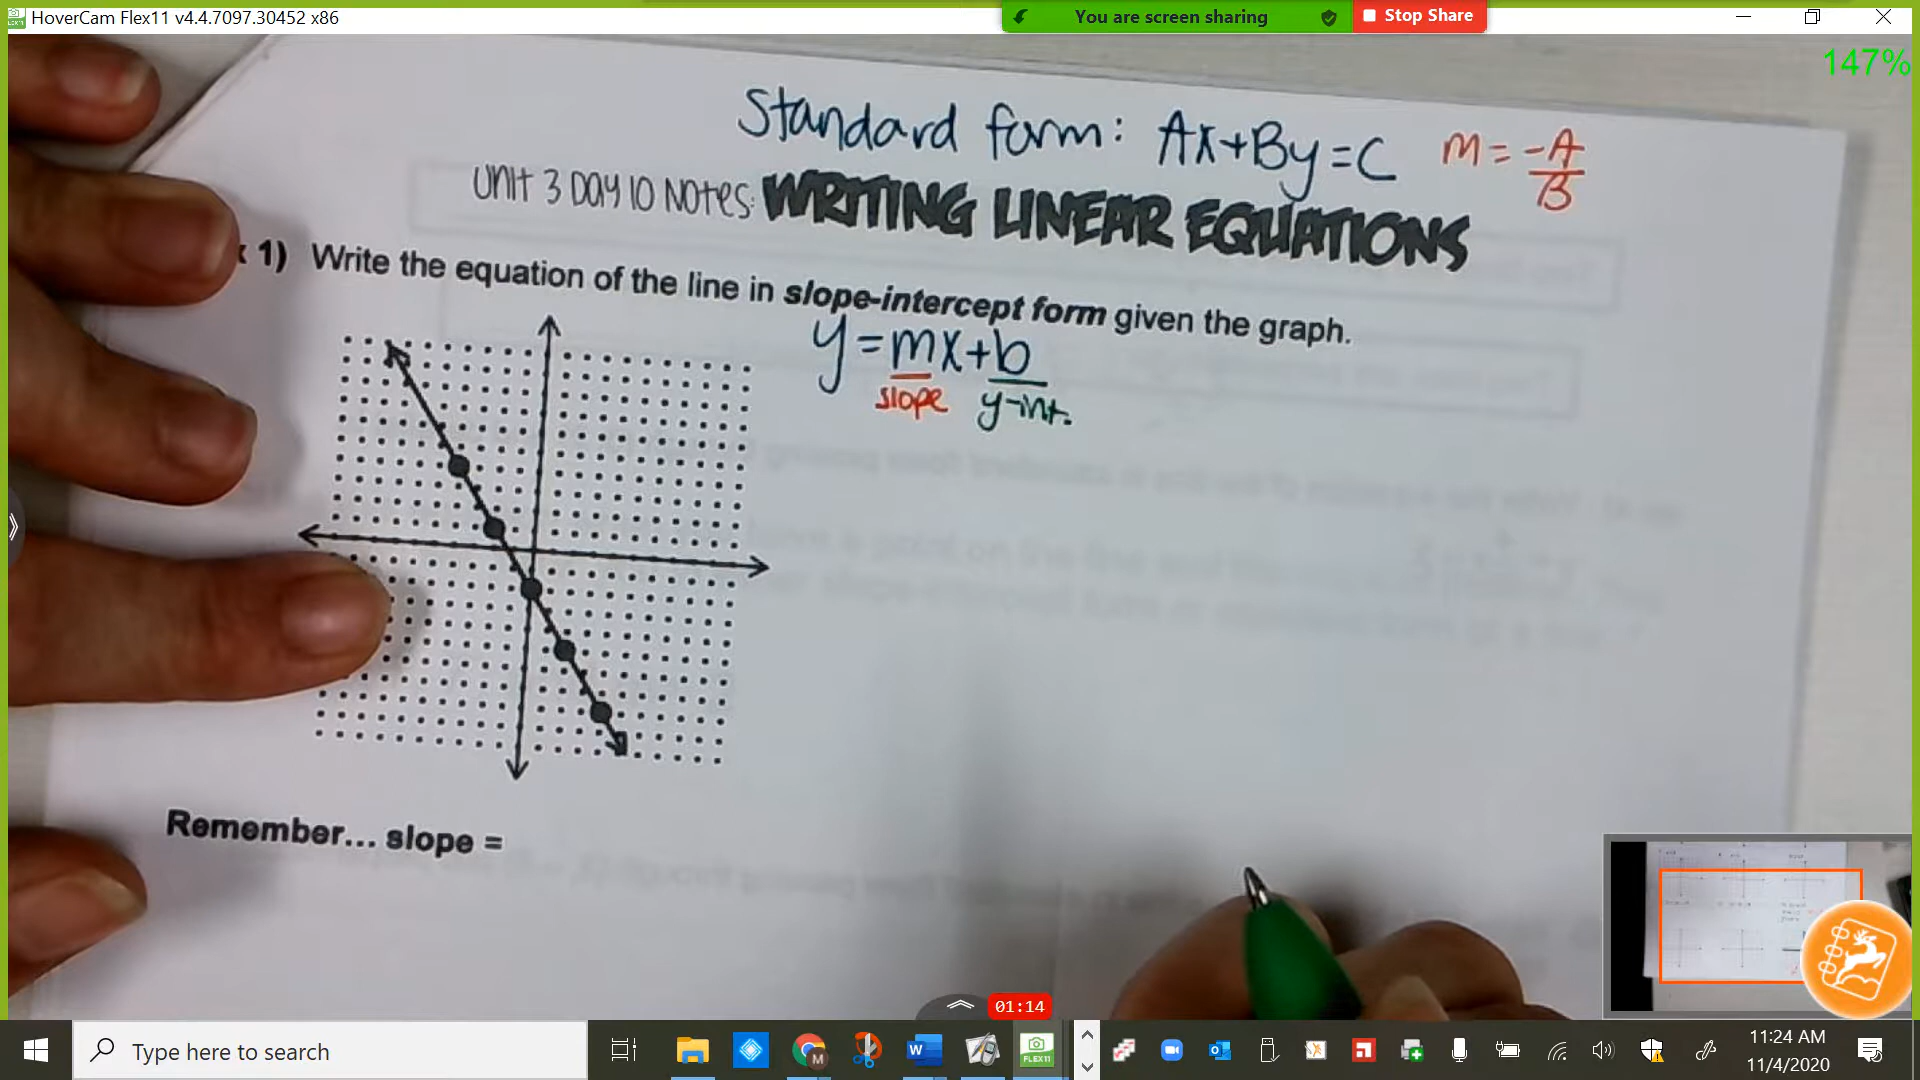 HoverCam Flex11 v4.4.7097.30452 x86
You are screen sharing
Stop Share
147%
Standard form: Ax+By=C m=-A/B
Unit 3 Day 10 Notes: WRITING LINEAR EQUATIONS
1) Write the equation of the line in slope-intercept form given the graph.
y=mx+b
slope y-int.
Remember... slope =
01:14
FLEX11
Type here to search
11:24 AM
11/4/2020